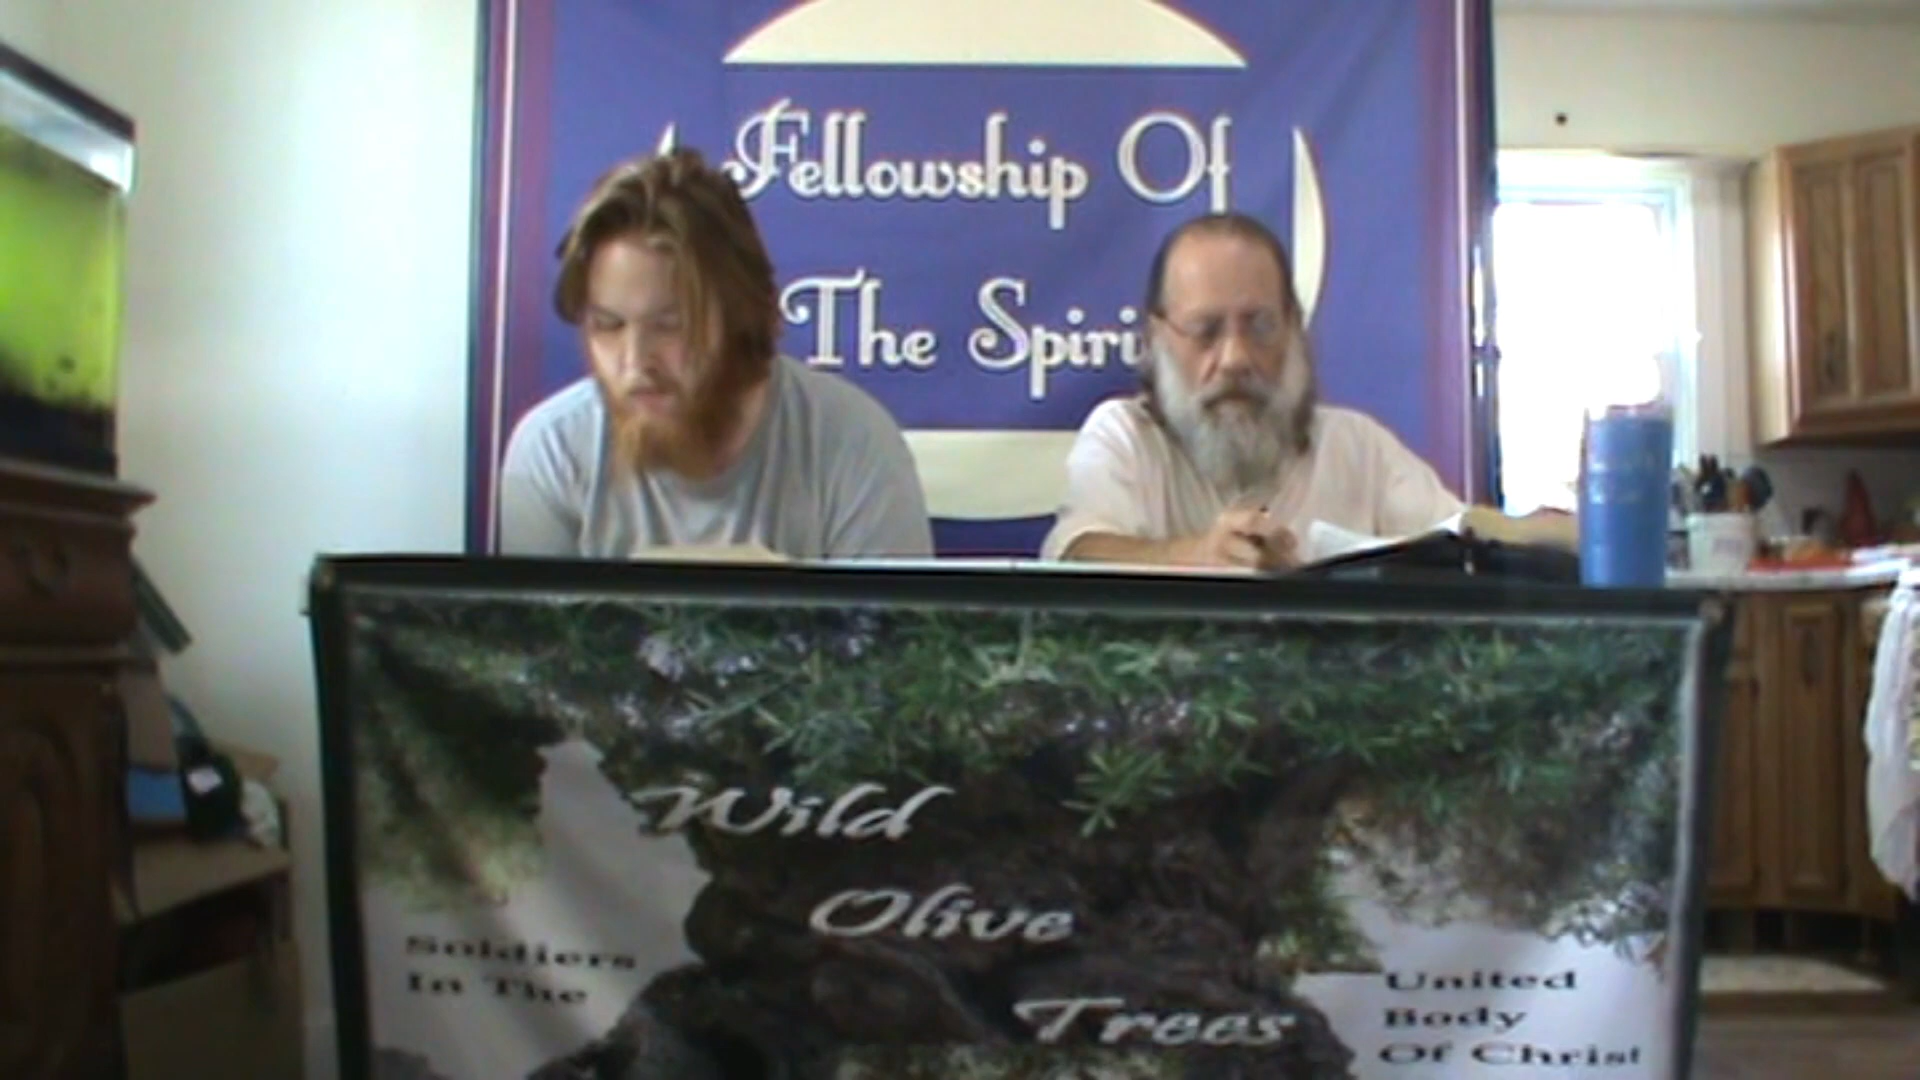 Fellowship Of
The Spiri
Wild
Olive
Trees
Soldiers
In The
United
Body
Of Christ